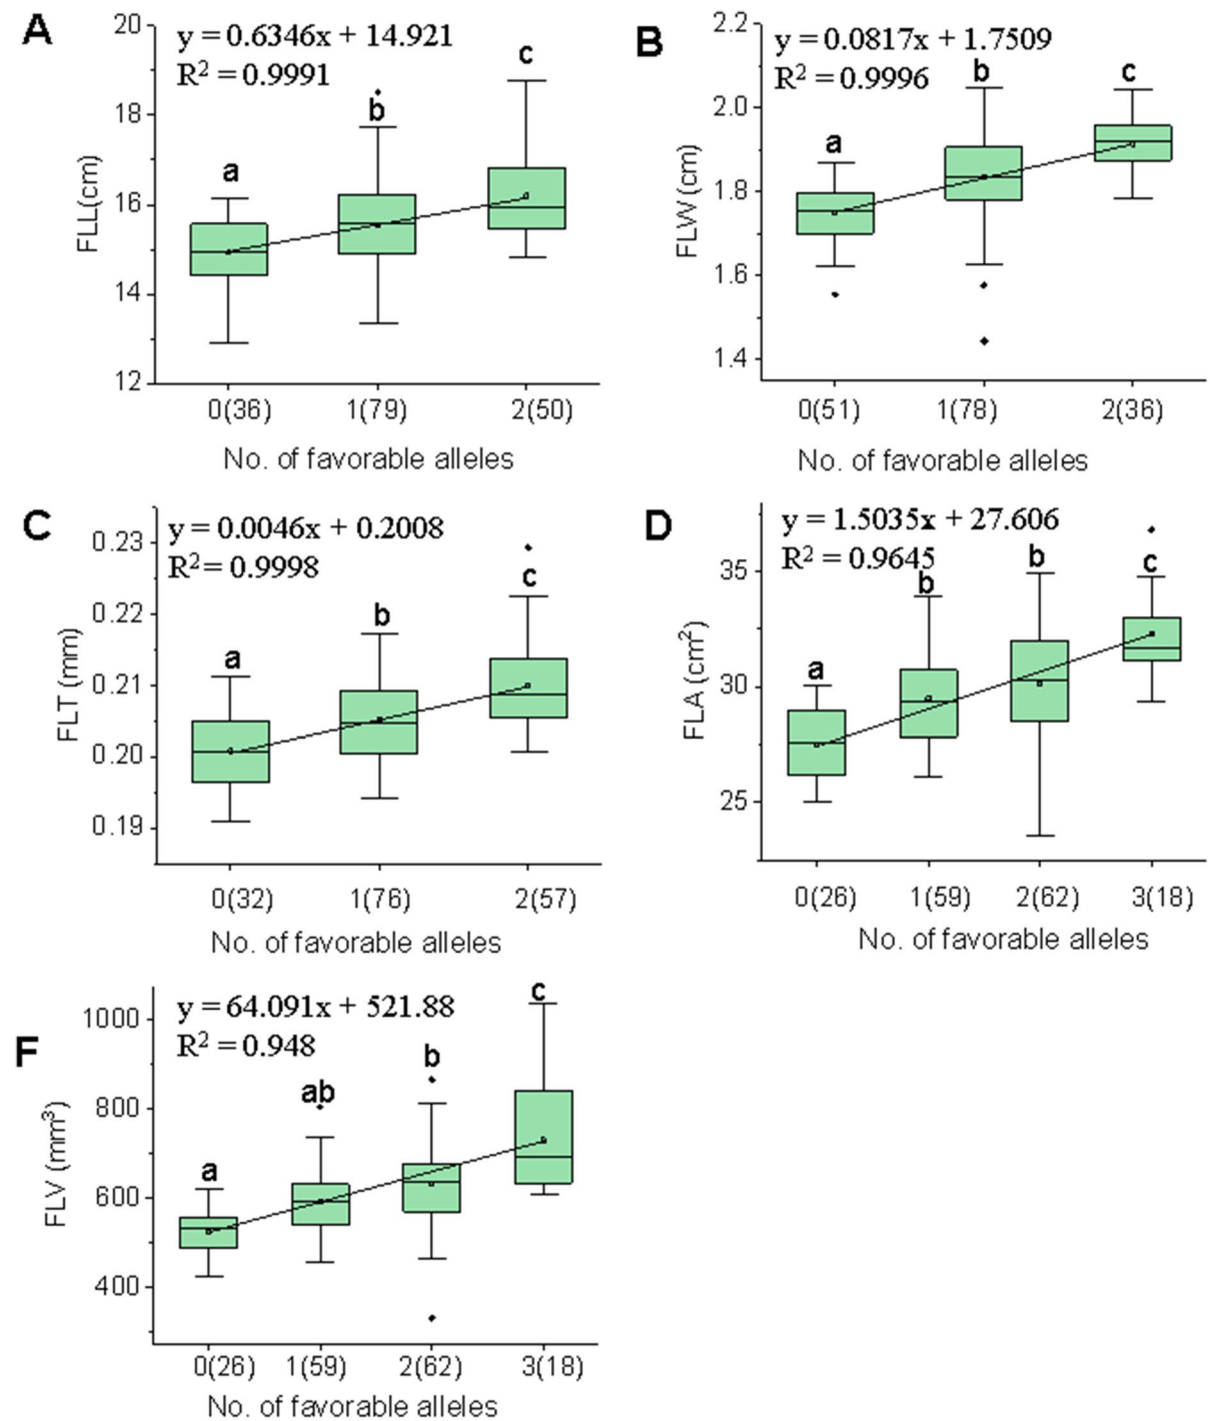 A
y = 0.6346x + 14.921
R² = 0.9991
20
18
16
14
12
FLL(cm)
a
b
c
0(36) 1(79) 2(50)
No. of favorable alleles
B
y = 0.0817x + 1.7509
R² = 0.9996
2.2
2.0
1.8
1.6
1.4
FLW (cm)
a
b
c
0(51) 1(78) 2(36)
No. of favorable alleles
C
y = 0.0046x + 0.2008
R² = 0.9998
0.23
0.22
0.21
0.20
0.19
FLT (mm)
a
b
c
0(32) 1(76) 2(57)
No. of favorable alleles
D
y = 1.5035x + 27.606
R² = 0.9645
35
30
25
FLA (cm²)
a
b
b
c
0(26) 1(59) 2(62) 3(18)
No. of favorable alleles
F
y = 64.091x + 521.88
R² = 0.948
1000
800
600
400
FLV (mm³)
a
ab
b
c
0(26) 1(59) 2(62) 3(18)
No. of favorable alleles